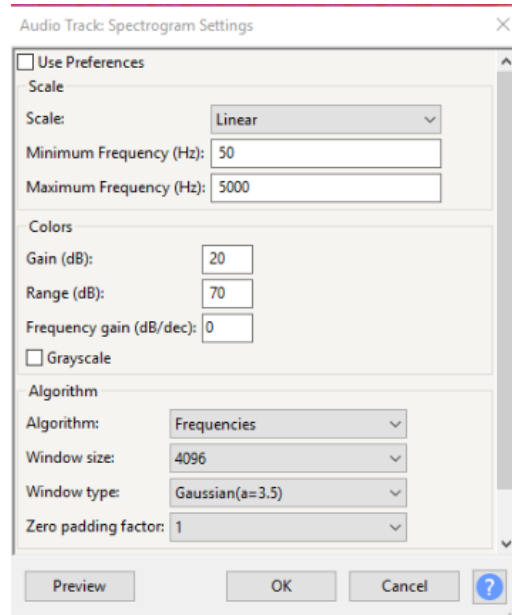 Audio Track: Spectrogram Settings
Use Preferences
Scale
Scale: Linear
Minimum Frequency (Hz): 50
Maximum Frequency (Hz): 5000
Colors
Gain (dB): 20
Range (dB): 70
Frequency gain (dB/dec): 0
Grayscale
Algorithm
Algorithm: Frequencies
Window size: 4096
Window type: Gaussian(a=3.5)
Zero padding factor: 1
Preview OK Cancel ?